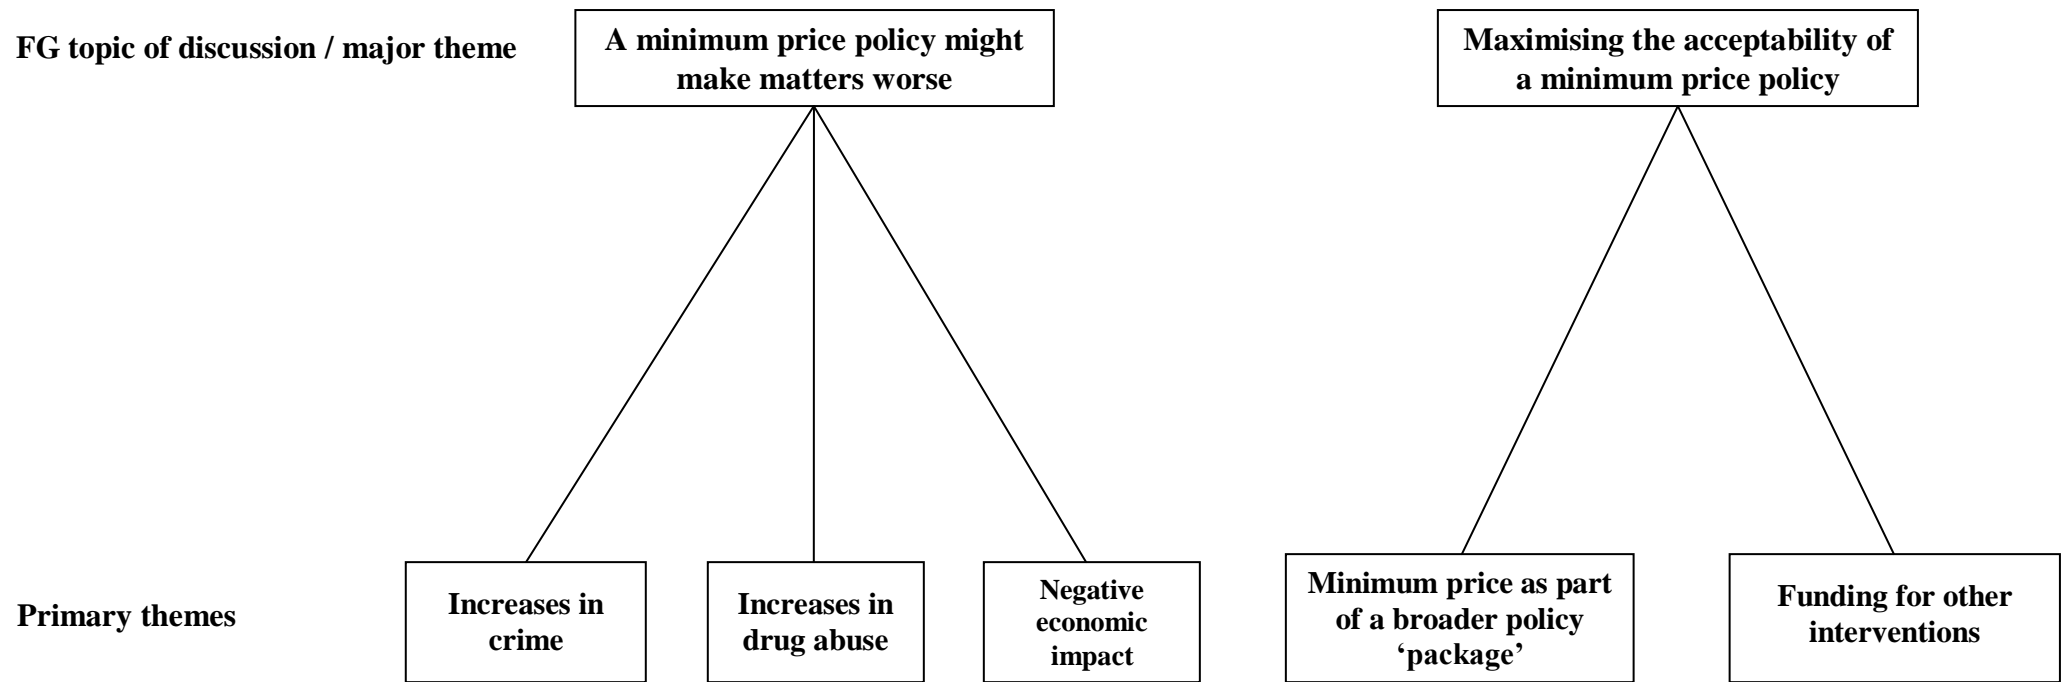 FG topic of discussion / major theme
A minimum price policy might
make matters worse
Maximising the acceptability of
a minimum price policy
Primary themes
Increases in
crime
Increases in
drug abuse
Negative
economic
impact
Minimum price as part
of a broader policy
‘package’
Funding for other
interventions